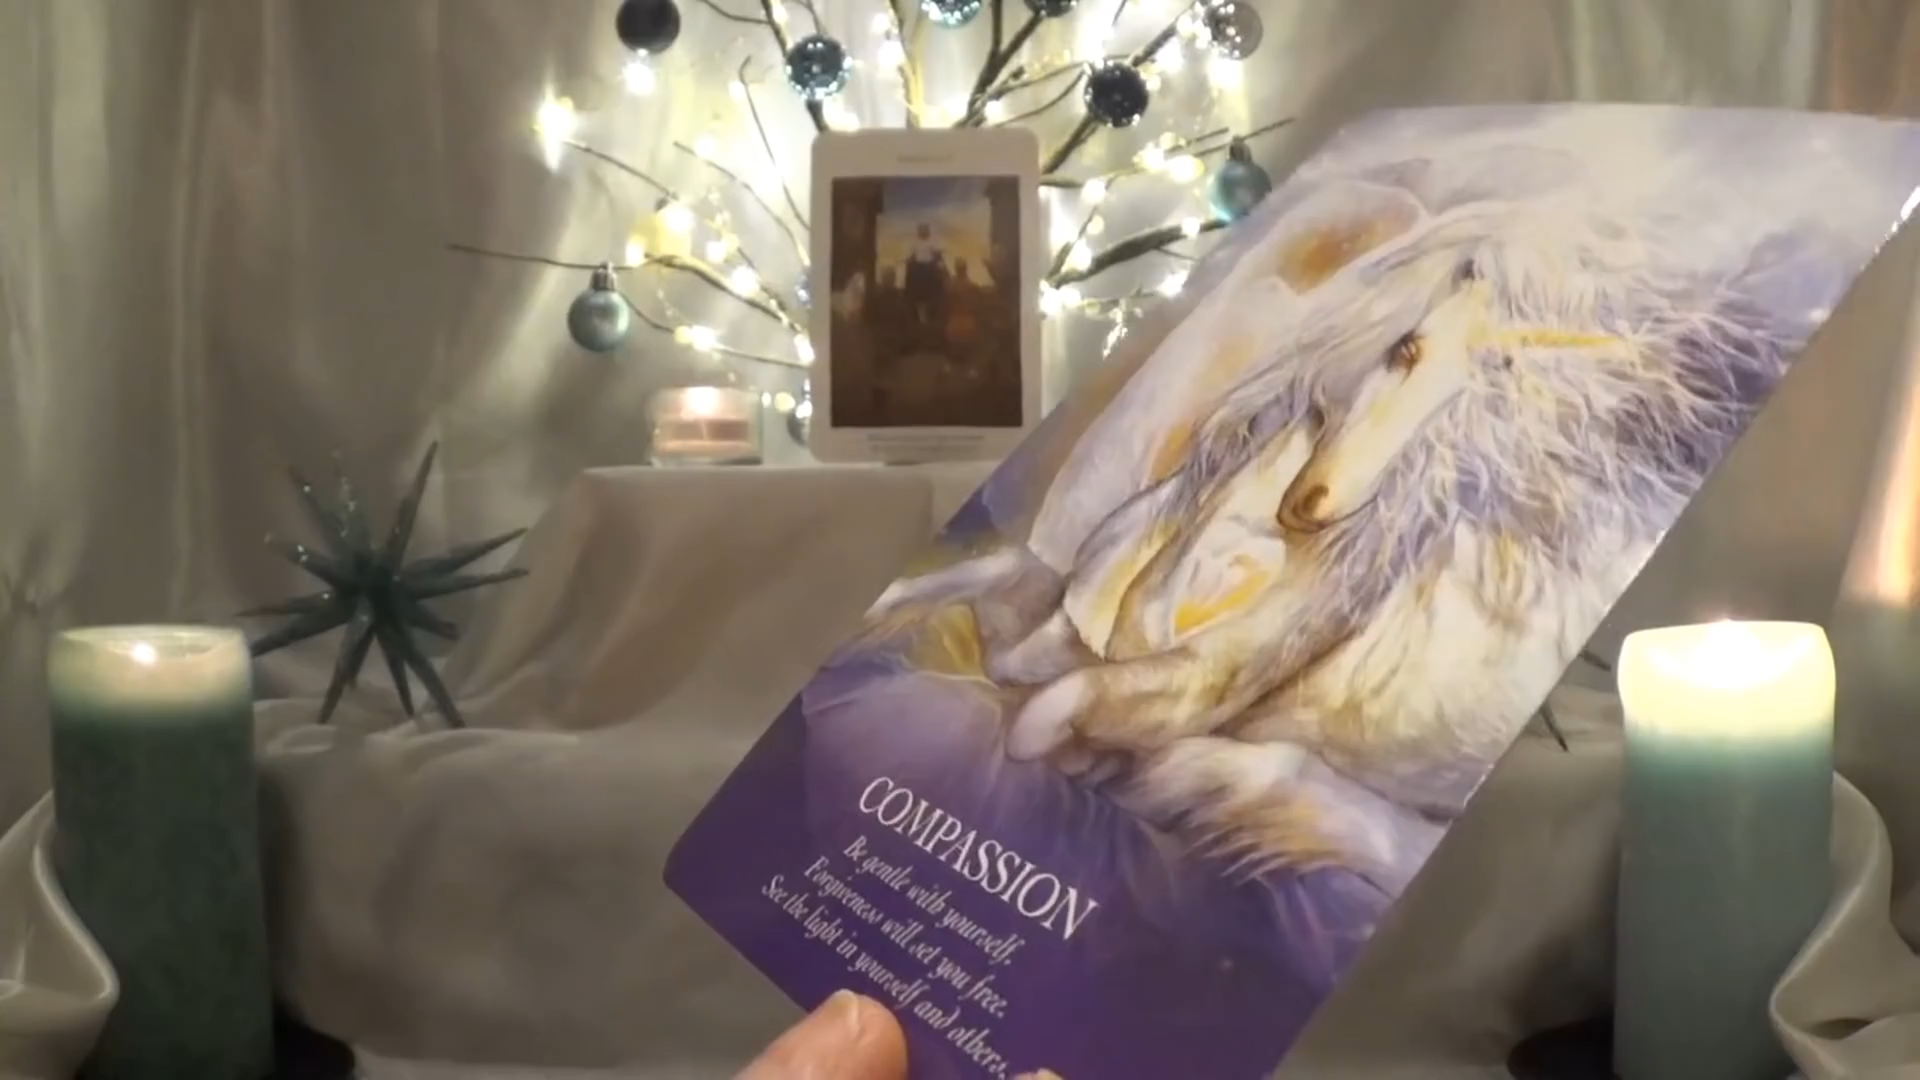 COMPASSION
Be gentle with yourself,
Forgiveness will set you free.
See the light in yourself and others.